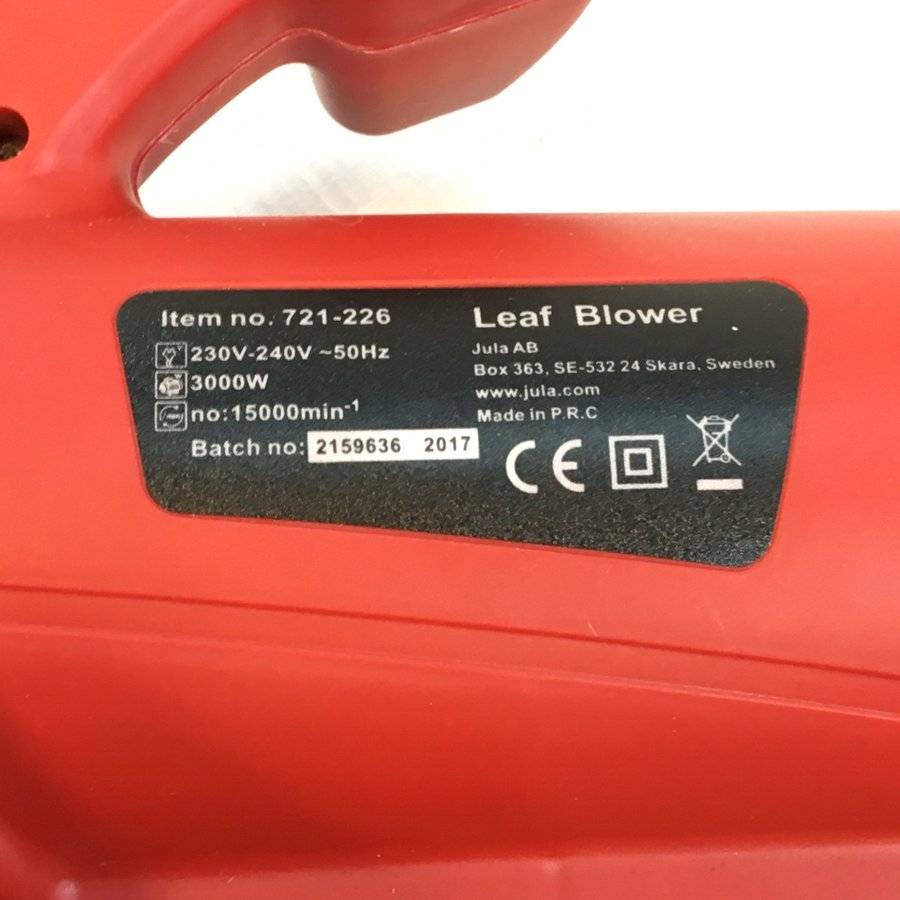 Item no. 721-226
230V-240V ~50Hz
3000W
no:15000min⁻¹
Batch no: 2159636 2017
Leaf Blower
Jula AB
Box 363, SE-532 24 Skara, Sweden
www.jula.com
Made in P.R.C
CE